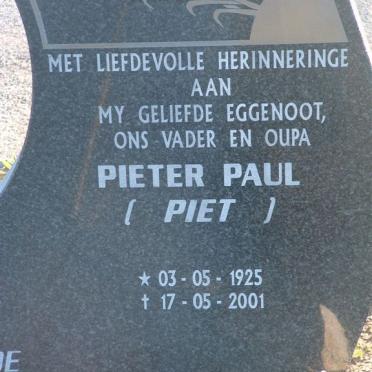 MET LIEFDEVOLLE HERINNERINGE
AAN
MY GELIEFDE EGGENOOT,
ONS VADER EN OUPA
PIETER PAUL
( PIET )
★ 03 - 05 - 1925
† 17 - 05 - 2001
DE